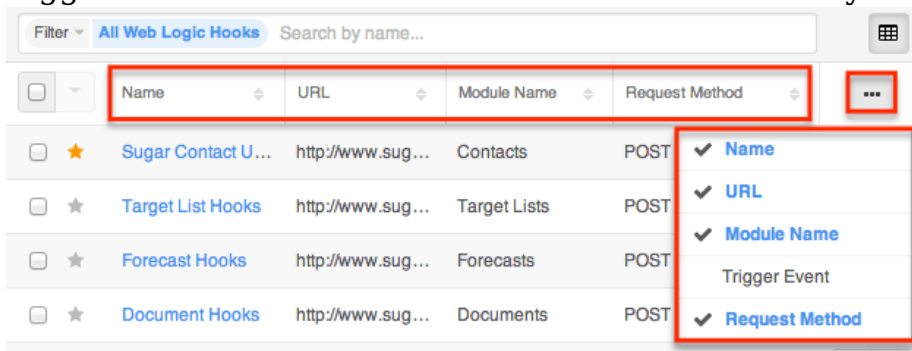 Filter All Web Logic Hooks Search by name...
Name URL Module Name Request Method
Sugar Contact U... http://www.sug... Contacts POST
Name
URL
Target List Hooks http://www.sug... Target Lists POST
Module Name
Forecast Hooks http://www.sug... Forecasts POST
Trigger Event
Document Hooks http://www.sug... Documents POST
Request Method